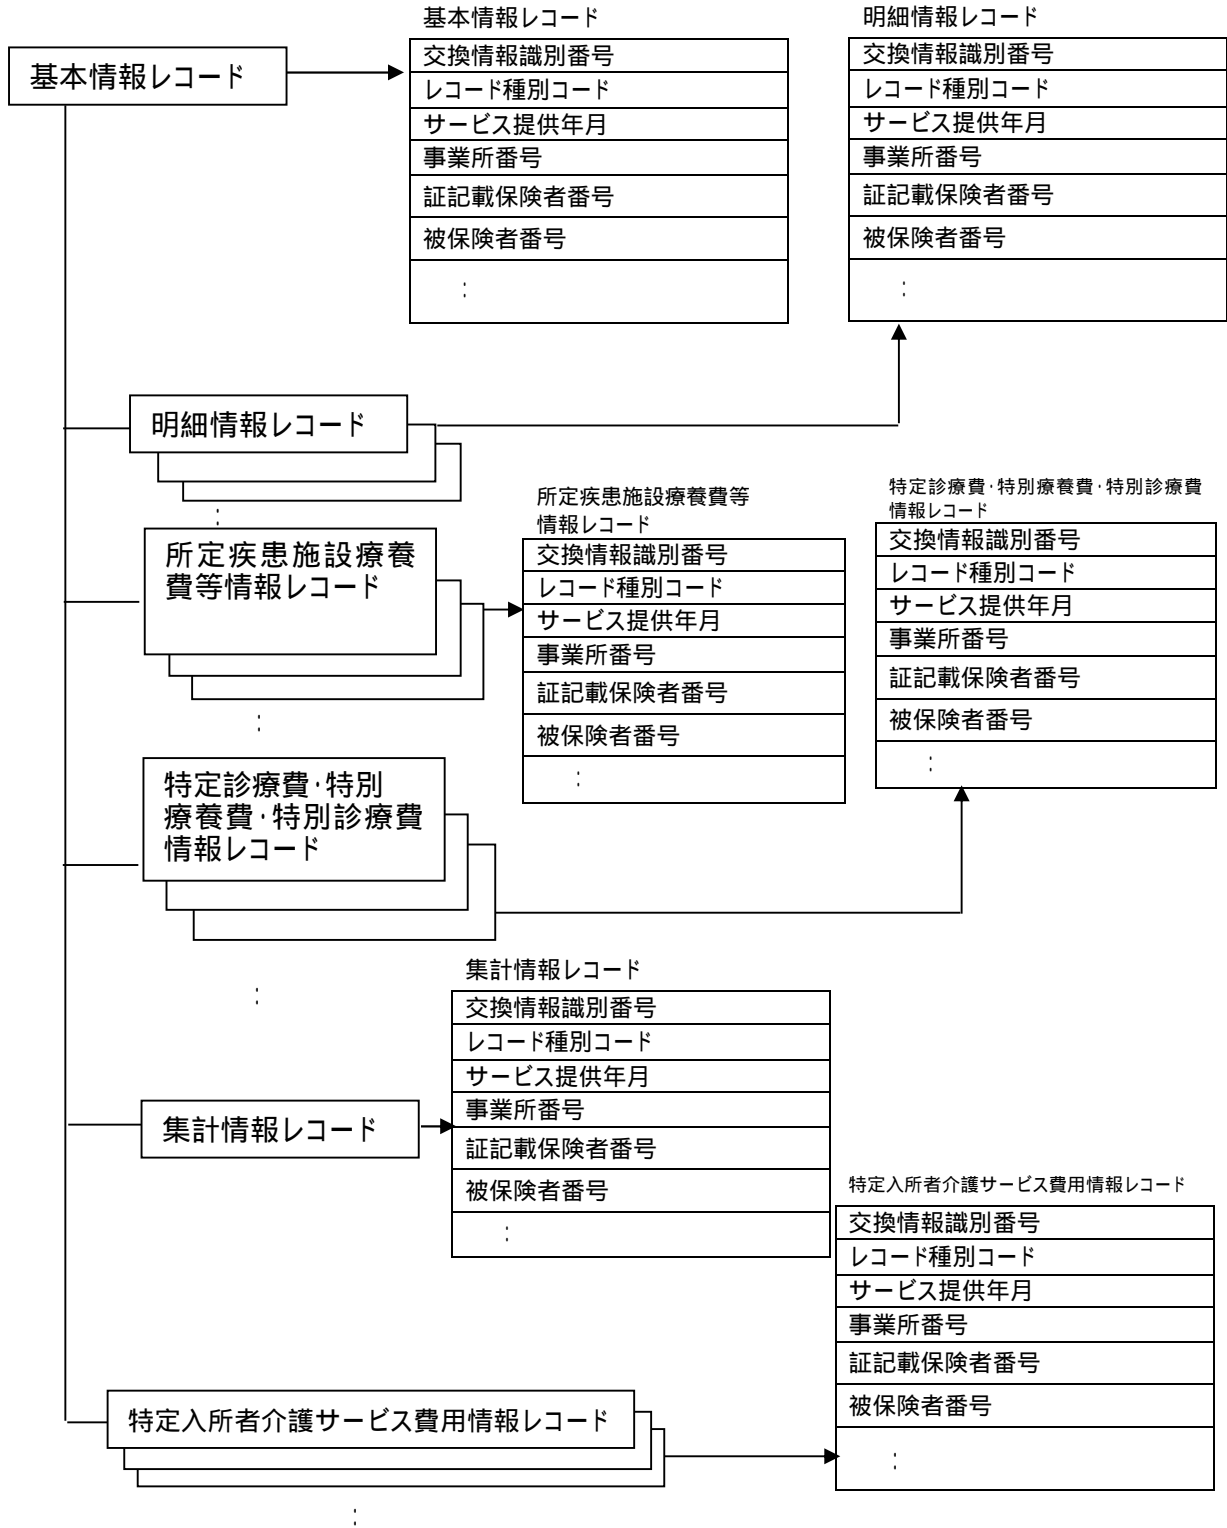 基本情報レコード
基本情報レコード
交換情報識別番号
レコード種別コード
サービス提供年月
事業所番号
証記載保険者番号
被保険者番号
:
明細情報レコード
交換情報識別番号
レコード種別コード
サービス提供年月
事業所番号
証記載保険者番号
被保険者番号
:
明細情報レコード
:
所定疾患施設療養
費等情報レコード
:
所定疾患施設療養費等
情報レコード
交換情報識別番号
レコード種別コード
サービス提供年月
事業所番号
証記載保険者番号
被保険者番号
:
特定診療費・特別療養費・特別診療費
情報レコード
交換情報識別番号
レコード種別コード
サービス提供年月
事業所番号
証記載保険者番号
被保険者番号
:
特定診療費・特別
療養費・特別診療費
情報レコード
:
集計情報レコード
集計情報レコード
交換情報識別番号
レコード種別コード
サービス提供年月
事業所番号
証記載保険者番号
被保険者番号
:
特定入所者介護サービス費用情報レコード
交換情報識別番号
レコード種別コード
サービス提供年月
事業所番号
証記載保険者番号
被保険者番号
:
特定入所者介護サービス費用情報レコード
: